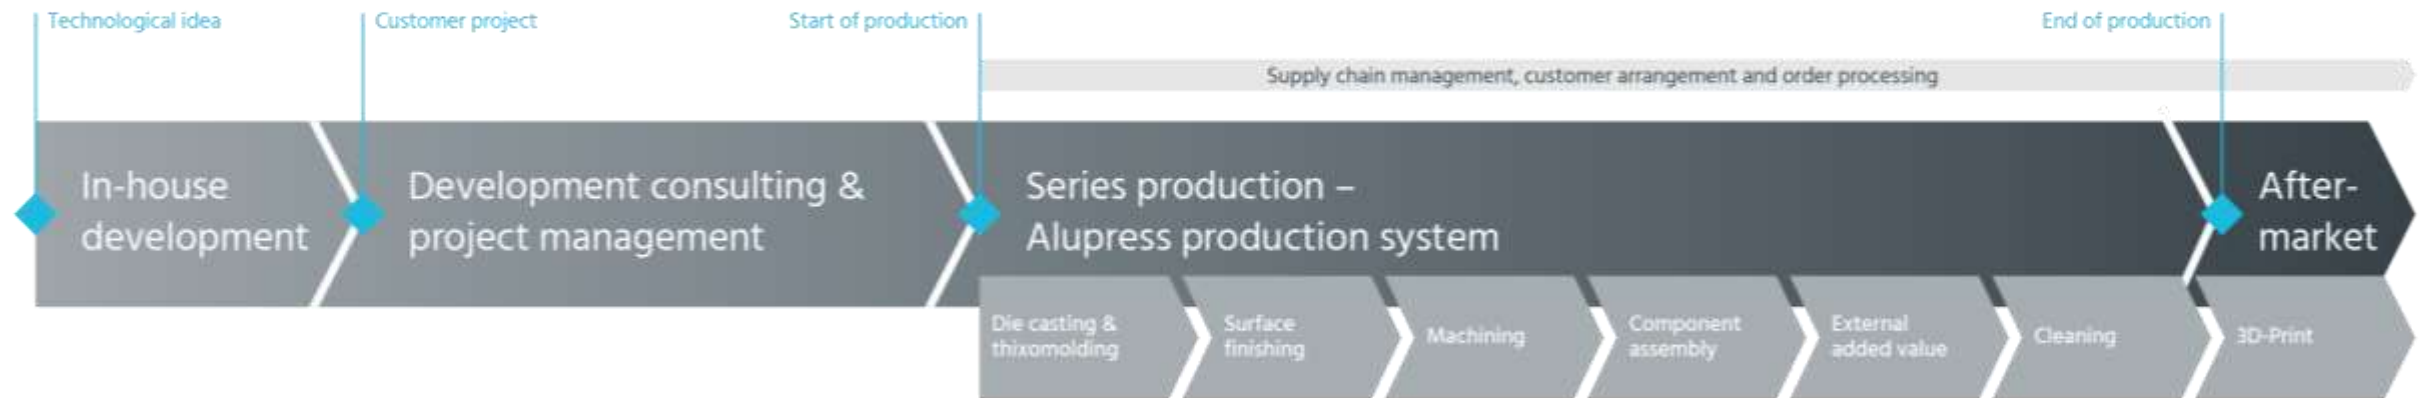 Technological idea
Customer project
Start of production
End of production
Supply chain management, customer arrangement and order processing
In-house
development
Development consulting &
project management
Series production –
Alupress production system
After-
market
Die casting &
thixomolding
Surface
finishing
Machining
Component
assembly
External
added value
Cleaning
3D-Print